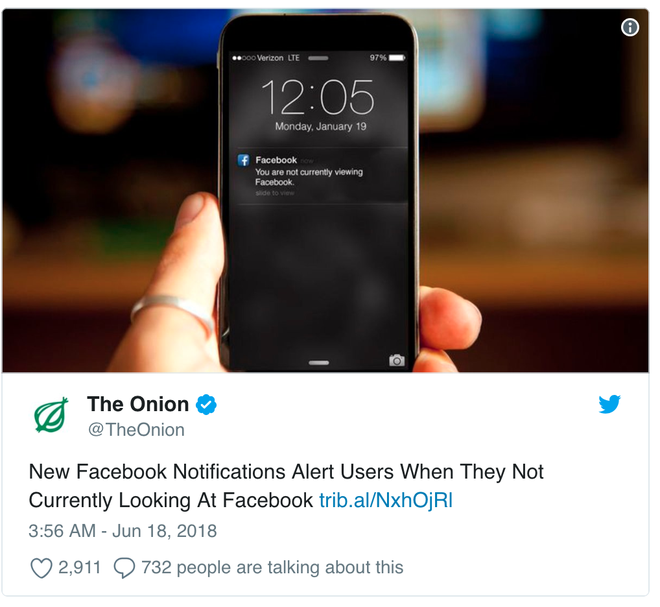 Verizon LTE 97%
12:05
Monday, January 19
Facebook now
You are not currently viewing
Facebook.
slide to view
The Onion
@TheOnion
New Facebook Notifications Alert Users When They Not
Currently Looking At Facebook trib.al/NxhOjRl
3:56 AM - Jun 18, 2018
2,911 732 people are talking about this